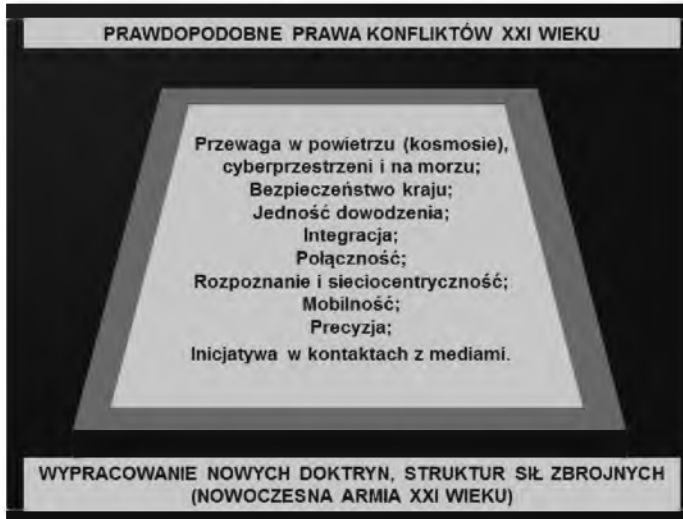 PRAWDOPODOBNE PRAWA KONFLIKTÓW XXI WIEKU
Przewaga w powietrzu (kosmosie),
cyberprzestrzeni i na morzu;
Bezpieczeństwo kraju;
Jedność dowodzenia;
Integracja;
Połączność;
Rozpoznanie i sieciocentryczność;
Mobilność;
Precyzja;
Inicjatywa w kontaktach z mediami.
WYPRACOWANIE NOWYCH DOKTRYN, STRUKTUR SIŁ ZBROJNYCH
(NOWOCZESNA ARMIA XXI WIEKU)